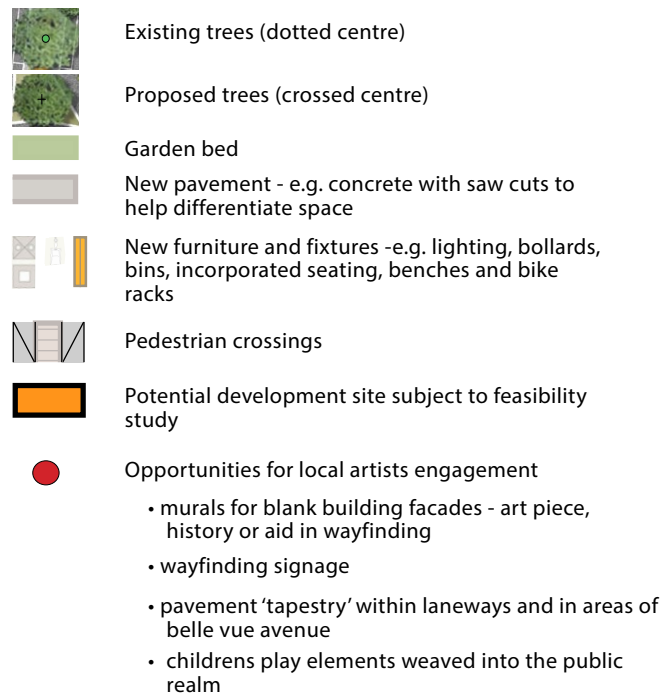 Existing trees (dotted centre)
Proposed trees (crossed centre)
Garden bed
New pavement - e.g. concrete with saw cuts to
help differentiate space
New furniture and fixtures -e.g. lighting, bollards,
bins, incorporated seating, benches and bike
racks
Pedestrian crossings
Potential development site subject to feasibility
study
Opportunities for local artists engagement
• murals for blank building facades - art piece,
history or aid in wayfinding
• wayfinding signage
• pavement ‘tapestry’ within laneways and in areas of
belle vue avenue
• childrens play elements weaved into the public
realm